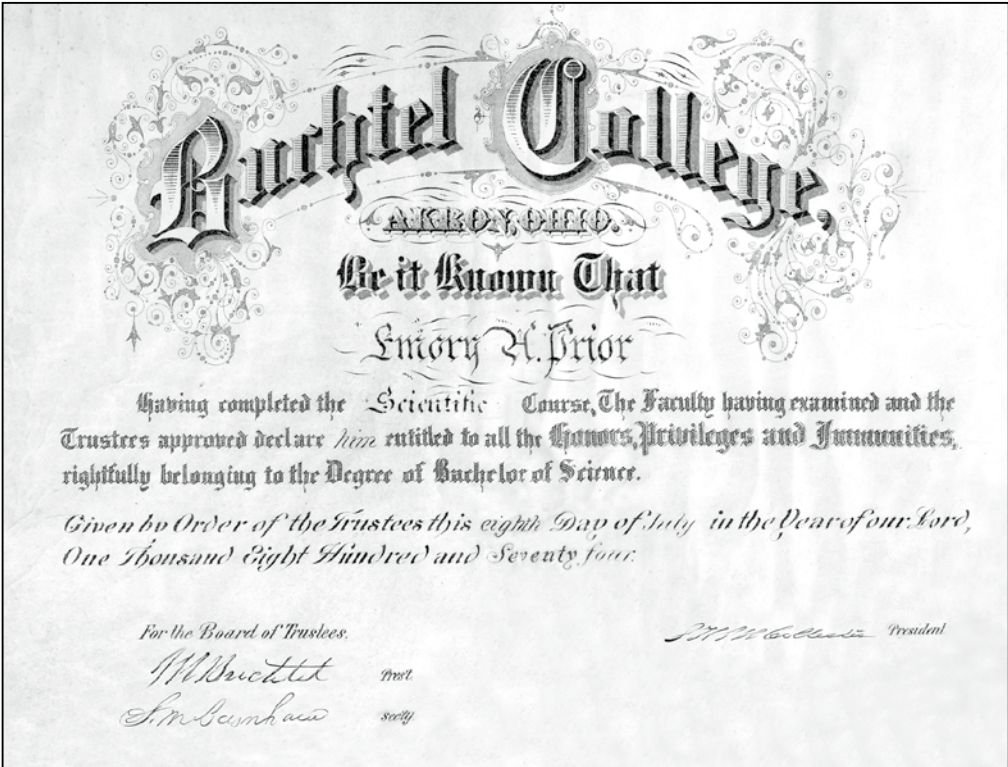 Buchtel College,
AKRON, OHIO.
Be it Known That
Emory A. Prior
Having completed the Scientific Course, The Faculty having examined and the
Trustees approved declare him entitled to all the Honors, Privileges and Immunities,
rightfully belonging to the Degree of Bachelor of Science.
Given by Order of the Trustees this eighth Day of July in the Year of our Lord,
One Thousand Eight Hundred and Seventy four.
For the Board of Trustees.
President
Buchtel Prest.
S. M. Burnham secty